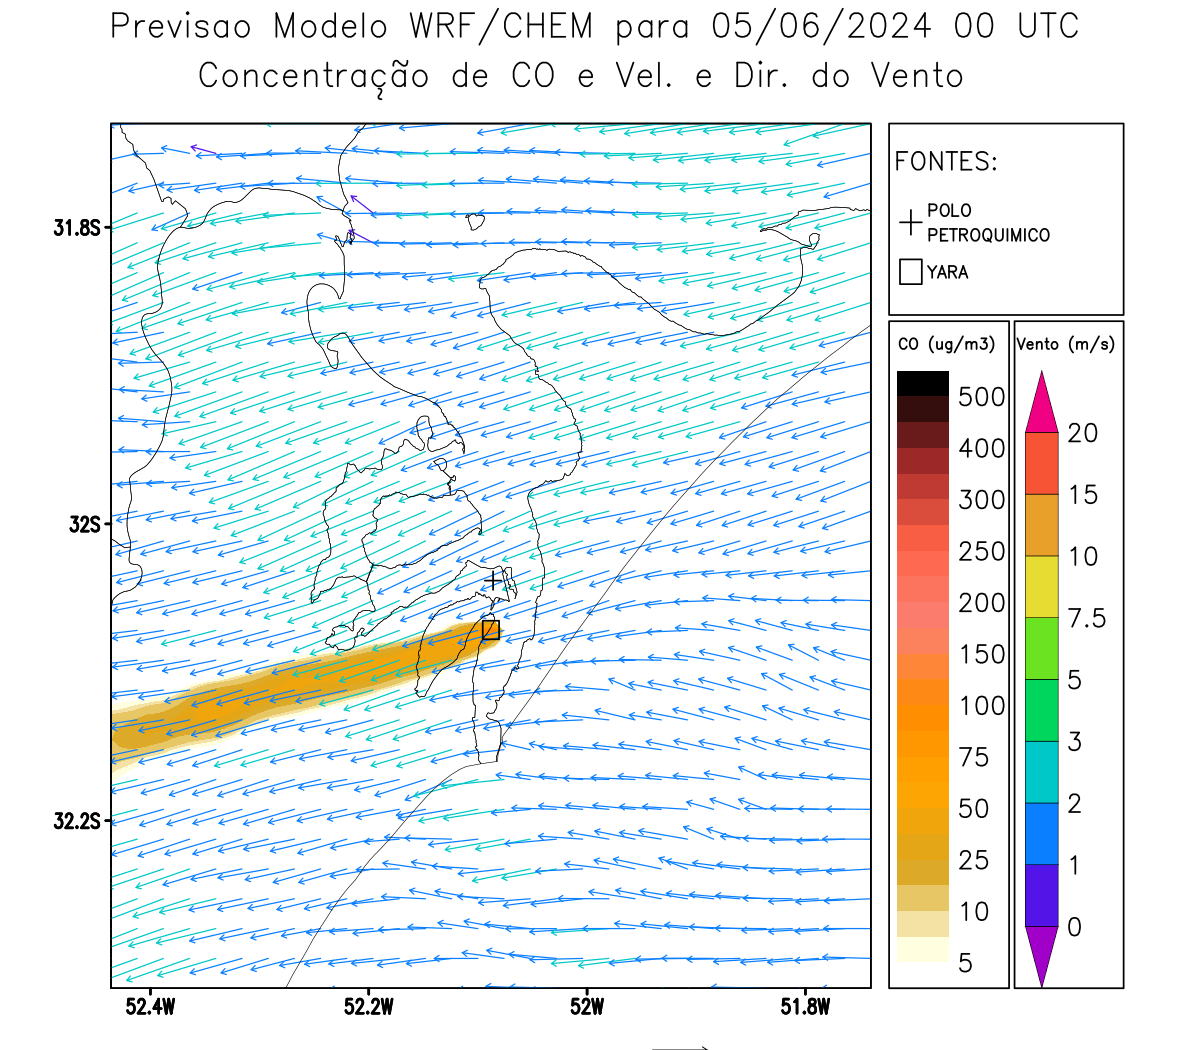 Previsao Modelo WRF/CHEM para 05/06/2024 00 UTC
Concentração de CO e Vel. e Dir. do Vento
FONTES:
POLO
PETROQUIMICO
YARA
31.8S
32S
32.2S
52.4W
52.2W
52W
51.8W
CO (ug/m3)
500
400
300
250
200
150
100
75
50
25
10
5
Vento (m/s)
20
15
10
7.5
5
3
2
1
0